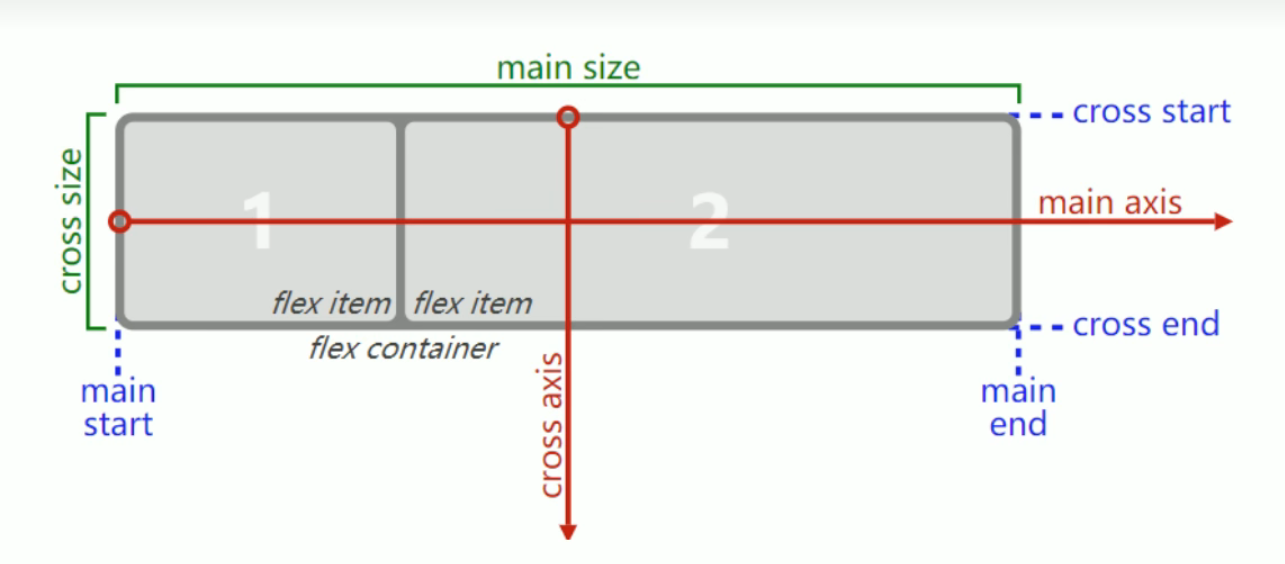 main size
cross start
cross size
1
2
main axis
flex item
flex item
cross end
flex container
main
start
cross axis
main
end